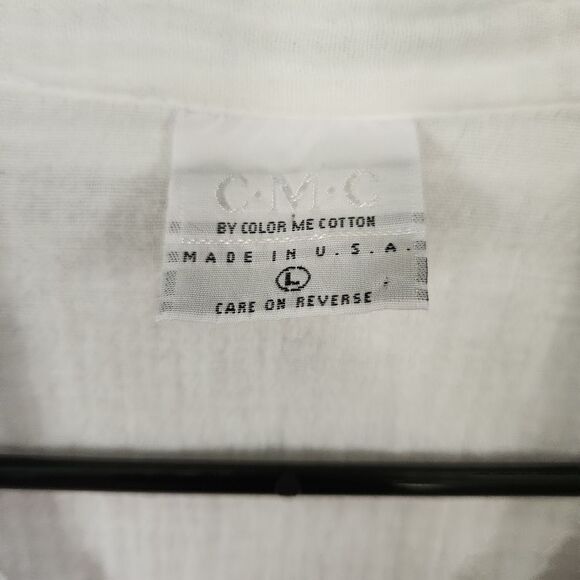 C·M·C
BY COLOR ME COTTON
MADE IN U.S.A.
L
CARE ON REVERSE